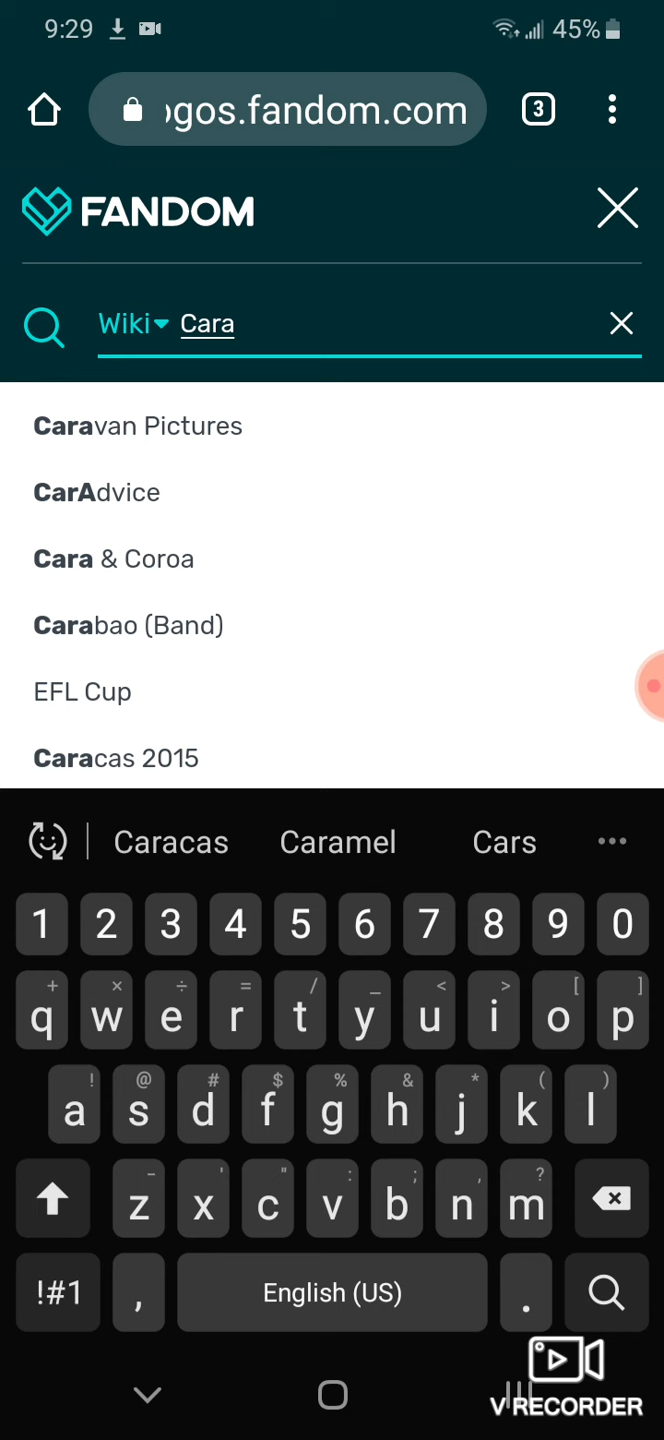 9:29 45%
ogos.fandom.com 3
FANDOM
Wiki Cara
Caravan Pictures
CarAdvice
Cara & Coroa
Carabao (Band)
EFL Cup
Caracas 2015
Caracas Caramel Cars •••
1 2 3 4 5 6 7 8 9 0
+ × ÷ = / _ < > [ ]
q w e r t y u i o p
! @ # $ % & * ( )
a s d f g h j k l
- ' " : ; , ?
z x c v b n m
!#1 , English (US) .
V RECORDER